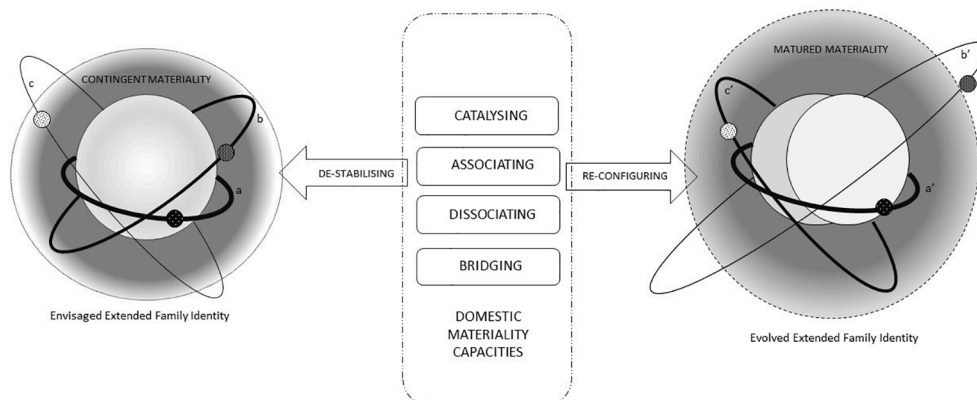 CONTINGENT MATERIALITY
c
b
a
Envisaged Extended Family Identity
DE-STABILISING
CATALYSING
ASSOCIATING
DISSOCIATING
BRIDGING
DOMESTIC
MATERIALITY
CAPACITIES
RE-CONFIGURING
MATURED MATERIALITY
b'
c'
a'
Evolved Extended Family Identity